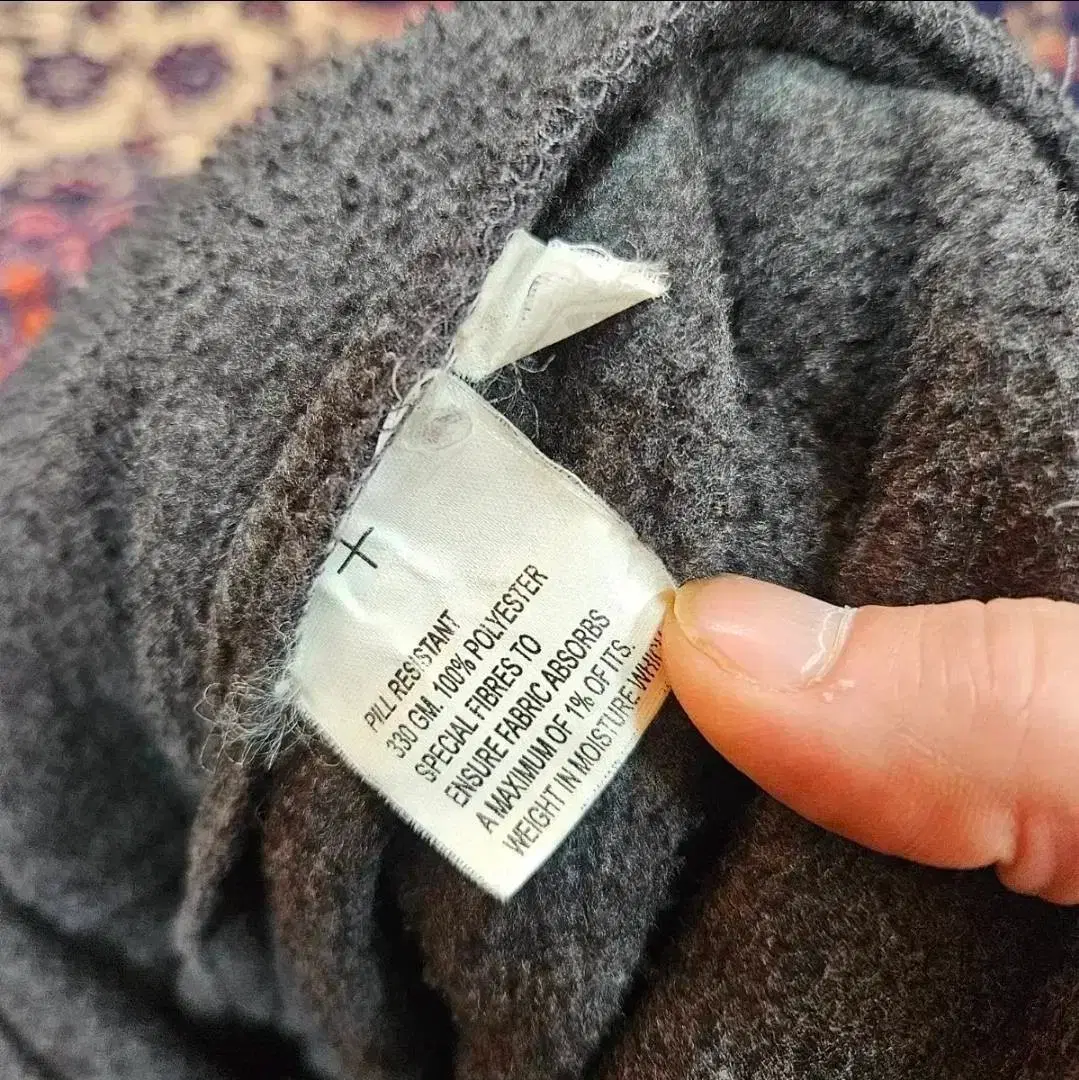 PILL RESISTANT
330 GM. 100% POLYESTER
SPECIAL FIBRES TO
ENSURE FABRIC ABSORBS
A MAXIMUM OF 1% OF ITS.
WEIGHT IN MOISTURE WHICH